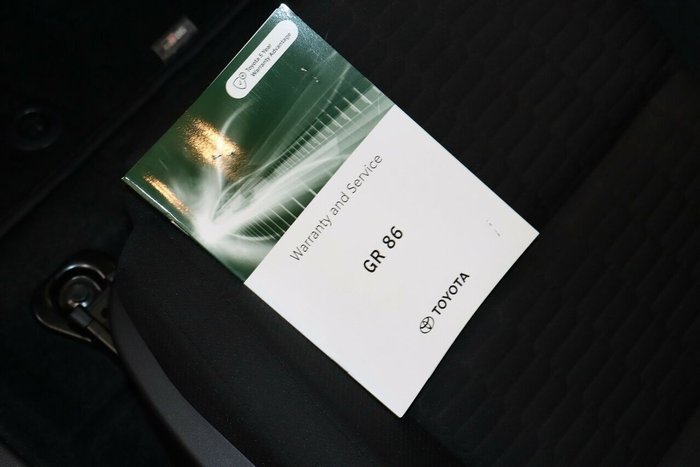 Toyota 5 Year
Warranty Advantage
Warranty and Service
GR 86
TOYOTA